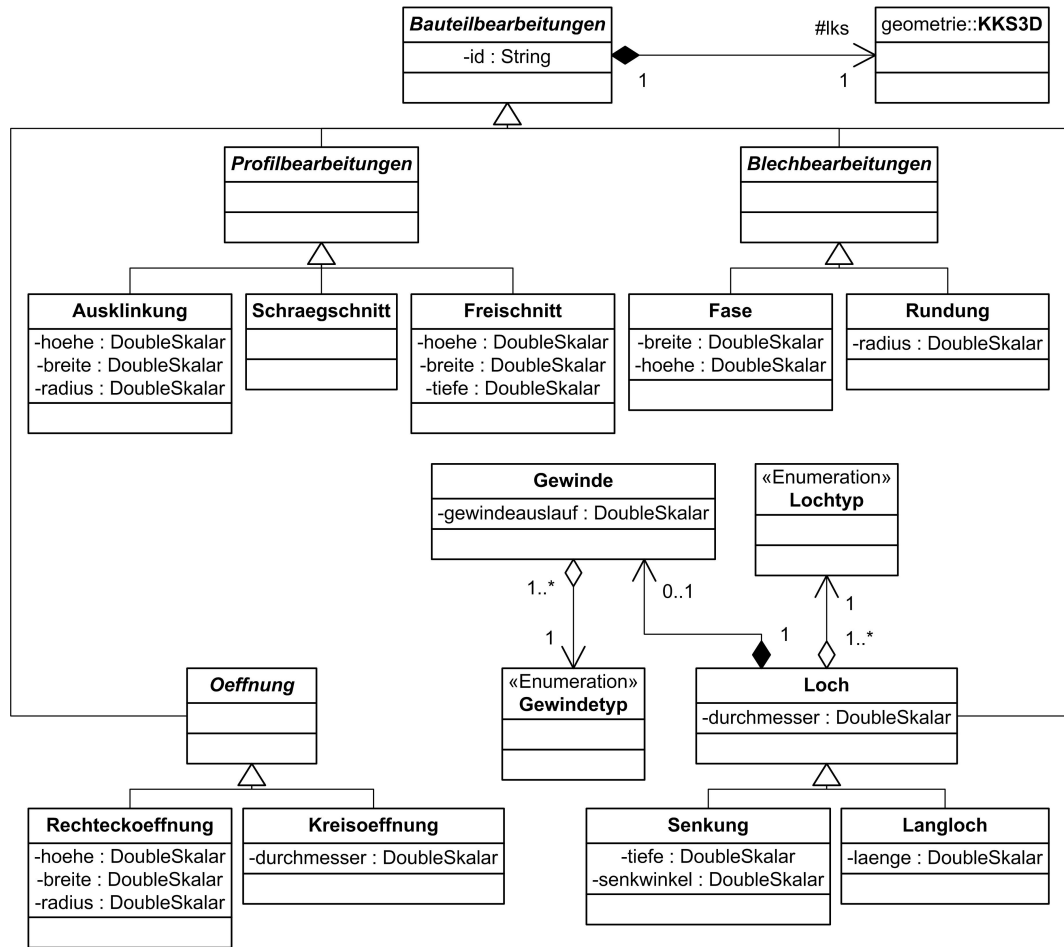 Bauteilbearbeitungen
-id : String
1
#lks
1
geometrie::KKS3D
Profilbearbeitungen
Blechbearbeitungen
Ausklinkung
-hoehe : DoubleSkalar
-breite : DoubleSkalar
-radius : DoubleSkalar
Schraegschnitt
Freischnitt
-hoehe : DoubleSkalar
-breite : DoubleSkalar
-tiefe : DoubleSkalar
Fase
-breite : DoubleSkalar
-hoehe : DoubleSkalar
Rundung
-radius : DoubleSkalar
Gewinde
-gewindeauslauf : DoubleSkalar
«Enumeration»
Lochtyp
1..*
0..1
1
1
1
1..*
Oeffnung
«Enumeration»
Gewindetyp
Loch
-durchmesser : DoubleSkalar
Rechteckoeffnung
-hoehe : DoubleSkalar
-breite : DoubleSkalar
-radius : DoubleSkalar
Kreisoeffnung
-durchmesser : DoubleSkalar
Senkung
-tiefe : DoubleSkalar
-senkwinkel : DoubleSkalar
Langloch
-laenge : DoubleSkalar